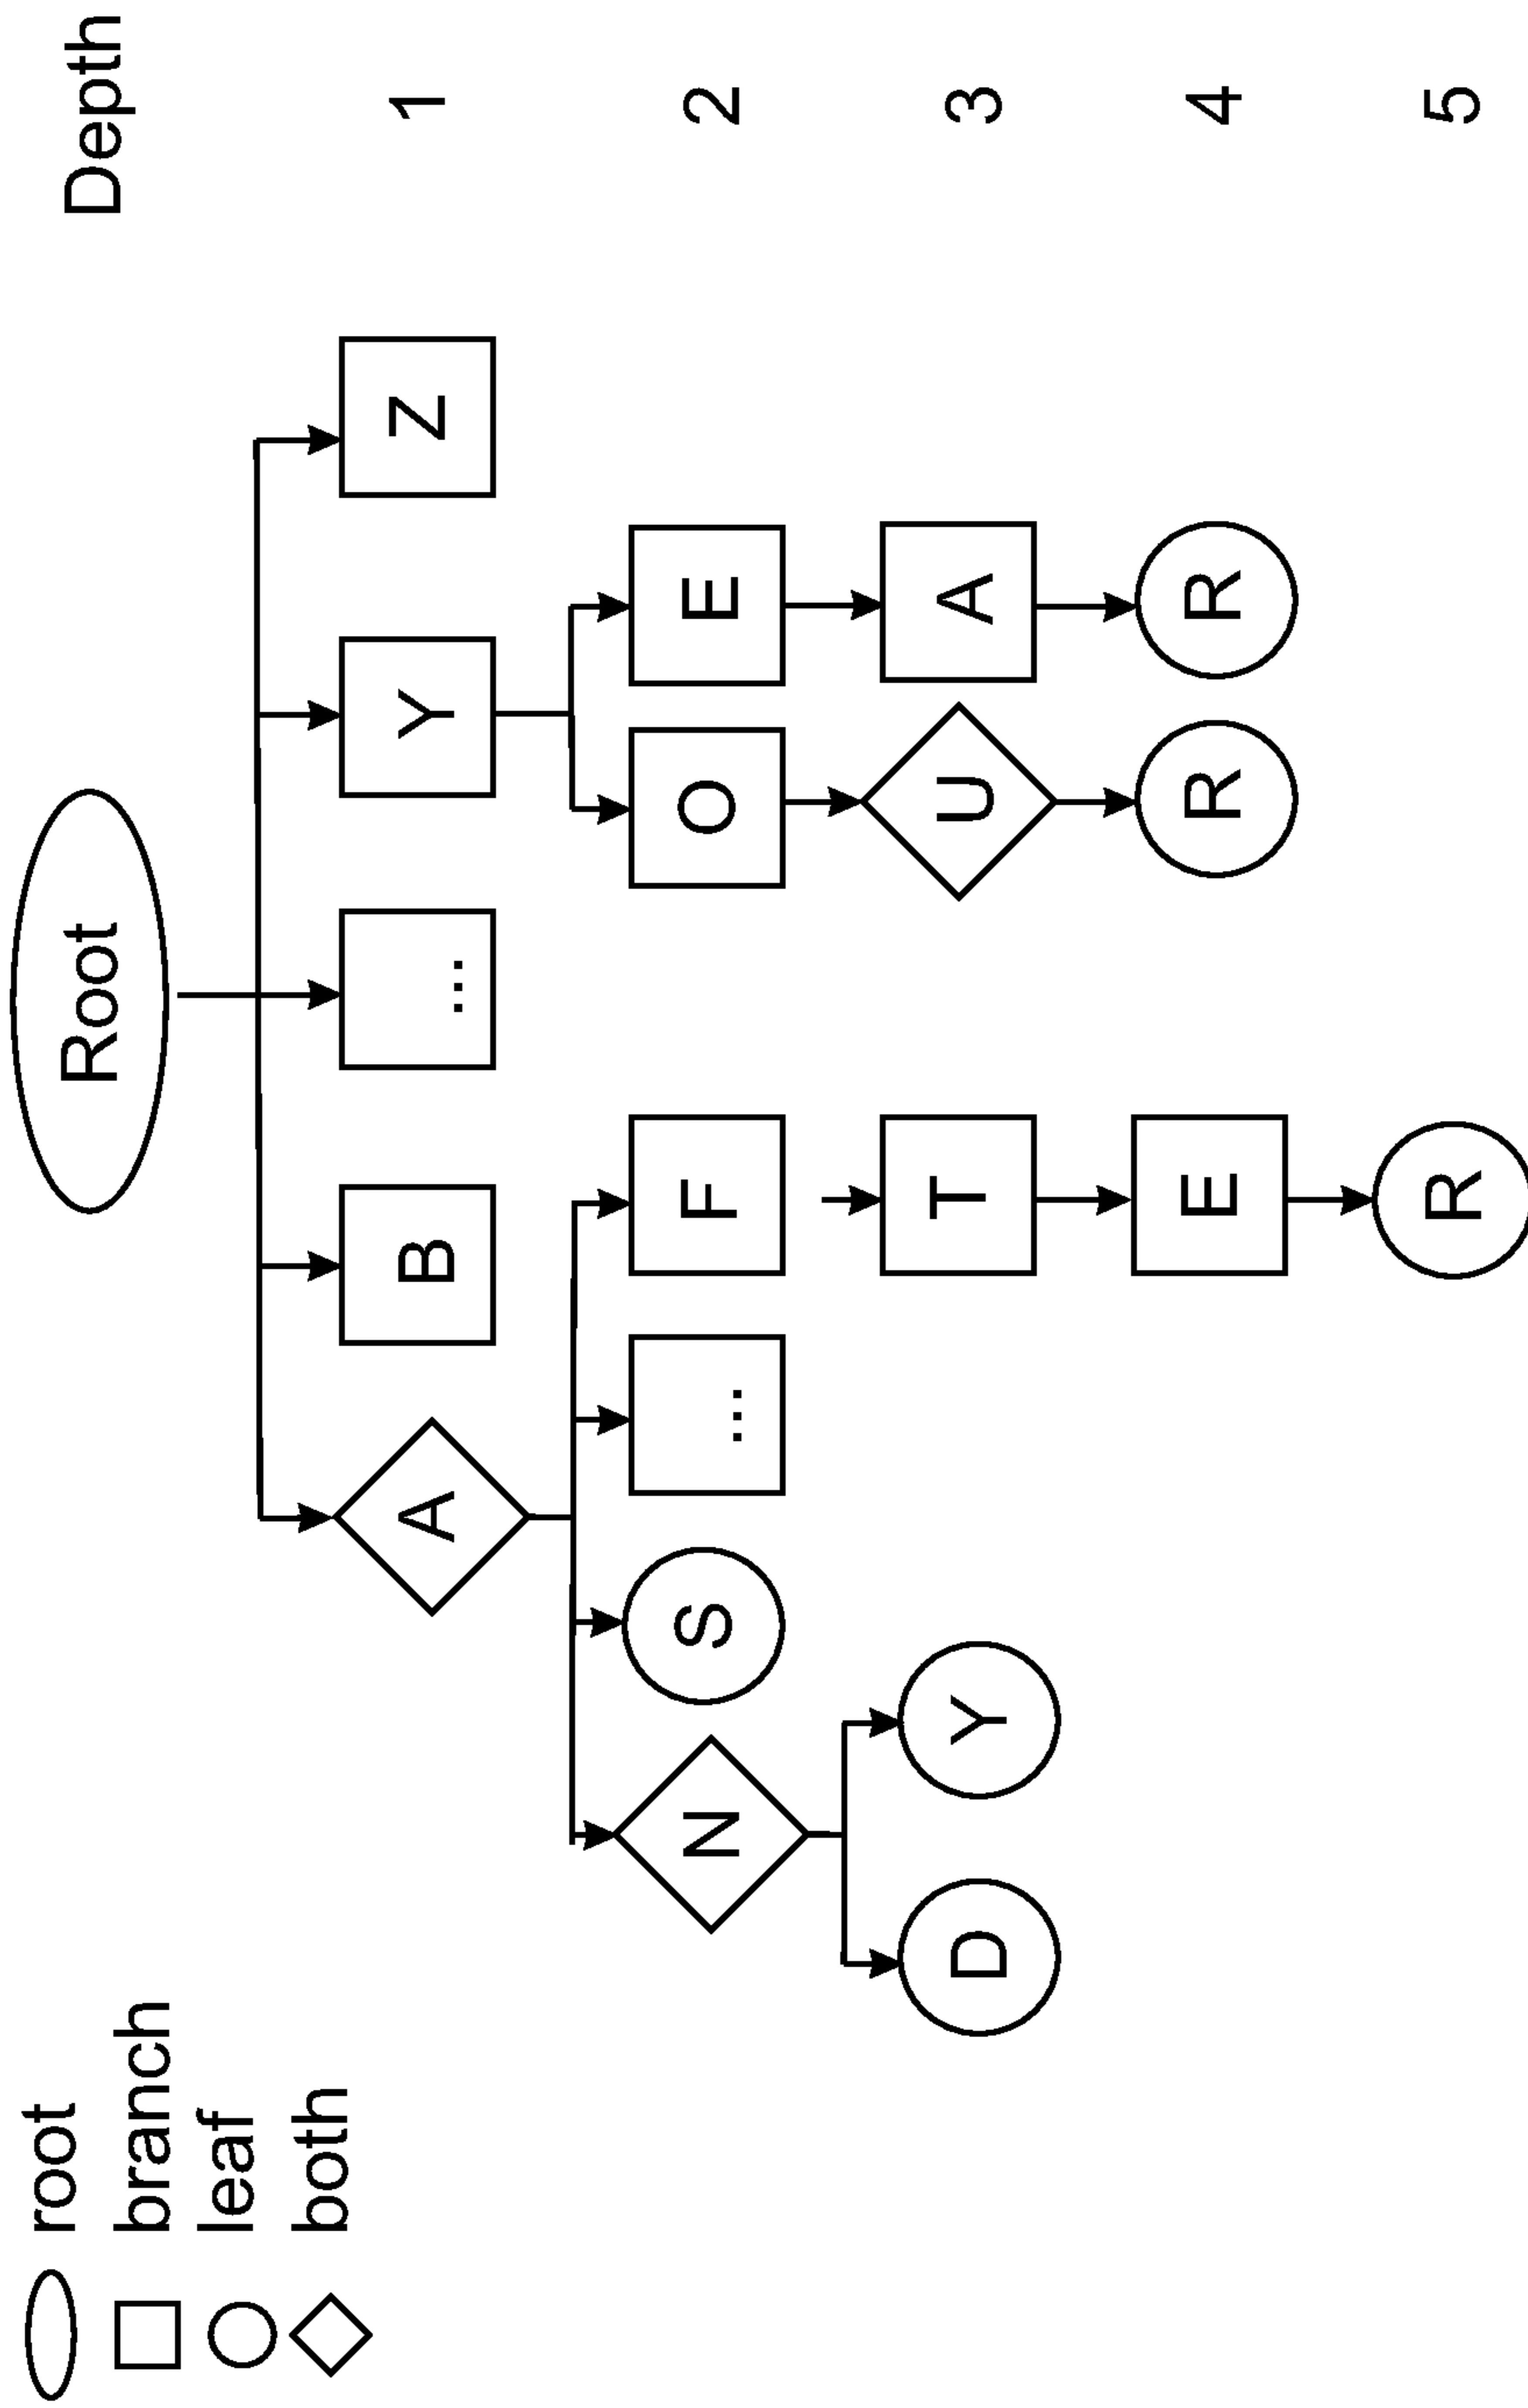 root
branch
leaf
both
Root
Depth
A B ... Y Z 1
N S ... F O E 2
D Y T U A 3
E R R 4
R 5